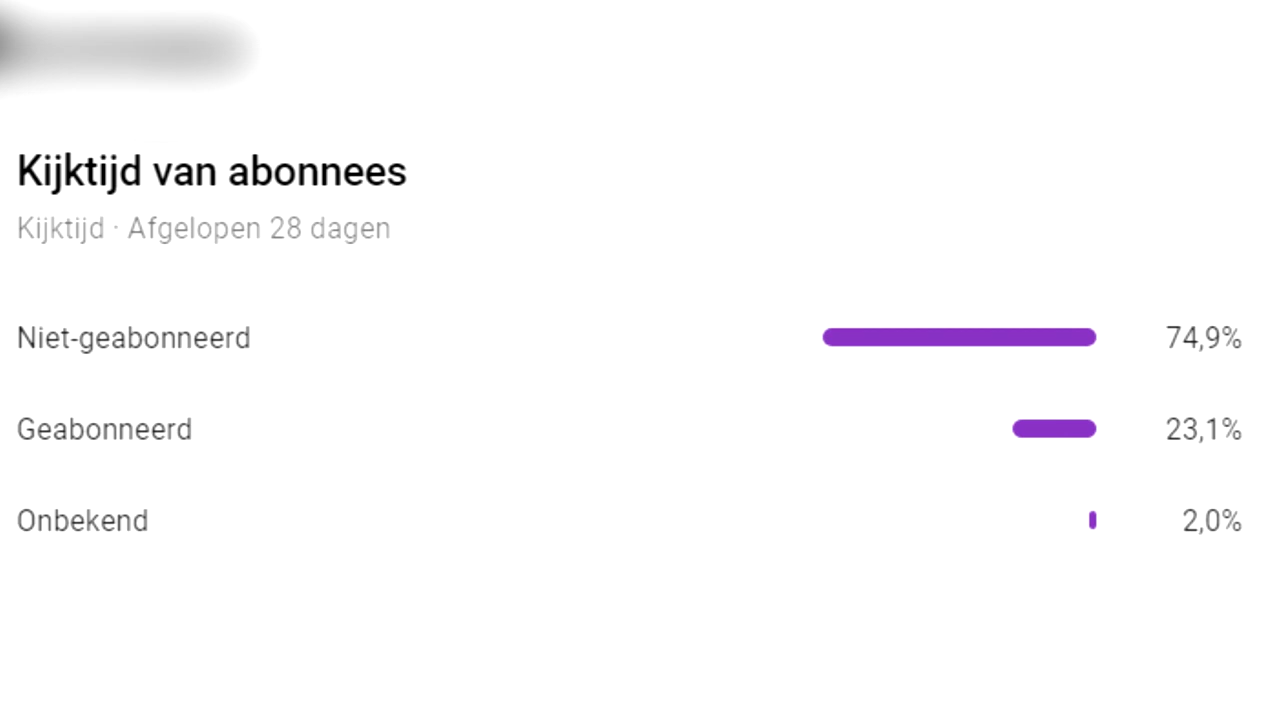 Kijktijd van abonnees
Kijktijd · Afgelopen 28 dagen
Niet-geabonneerd 74,9%
Geabonneerd 23,1%
Onbekend 2,0%